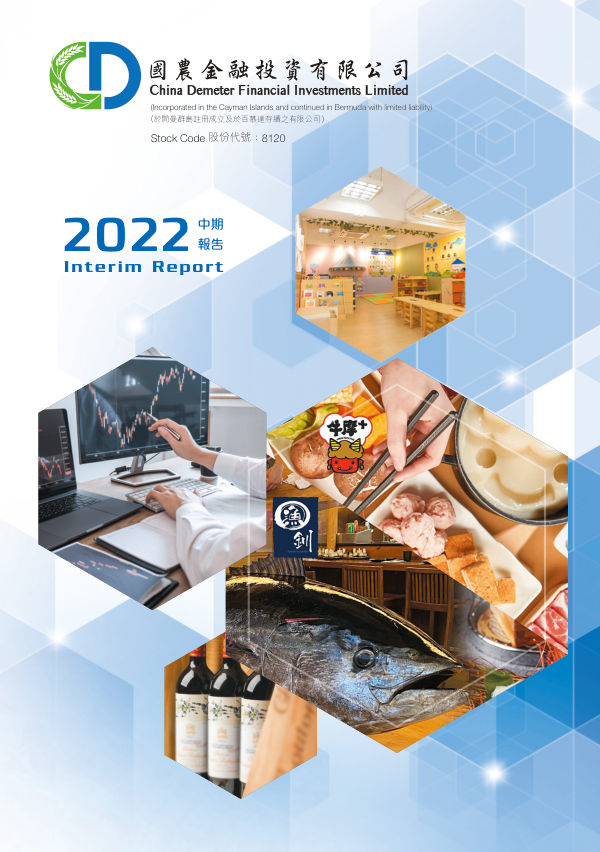 國農金融投資有限公司
China Demeter Financial Investments Limited
(Incorporated in the Cayman Islands and continued in Bermuda with limited liability)
(於開曼群島註冊成立及於百慕達存續之有限公司)
Stock Code 股份代號：8120
2022 中期
報告
Interim Report
牛摩+
漁
釧